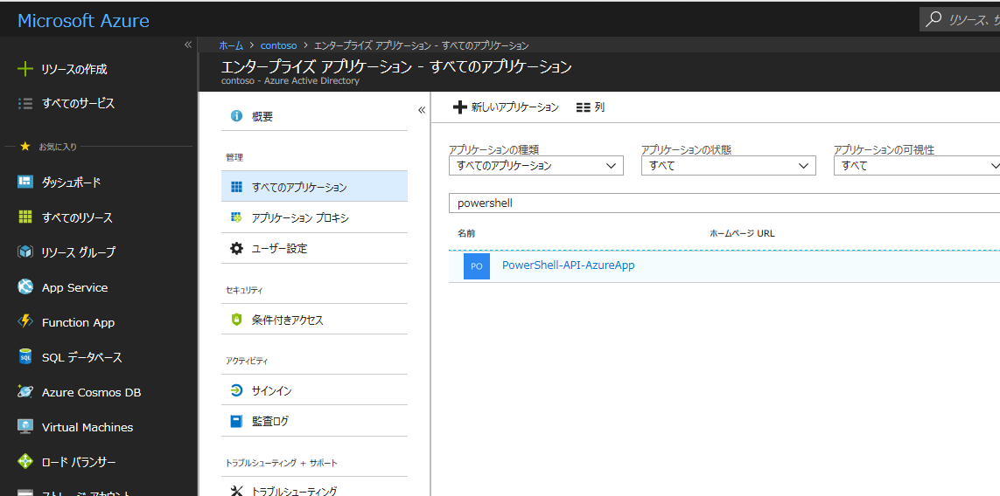 Microsoft Azure
リソース、サ
リソースの作成
すべてのサービス
お気に入り
ダッシュボード
すべてのリソース
リソース グループ
App Service
Function App
SQL データベース
Azure Cosmos DB
Virtual Machines
ロード バランサー
ストレージ アカウント
ホーム > contoso > エンタープライズ アプリケーション - すべてのアプリケーション
エンタープライズ アプリケーション - すべてのアプリケーション
contoso - Azure Active Directory
概要
管理
すべてのアプリケーション
アプリケーション プロキシ
ユーザー設定
セキュリティ
条件付きアクセス
アクティビティ
サインイン
監査ログ
トラブルシューティング + サポート
トラブルシューティング
新しいアプリケーション 列
アプリケーションの種類 アプリケーションの状態 アプリケーションの可視性
すべてのアプリケーション すべて すべて
powershell
名前 ホームページ URL
PO PowerShell-API-AzureApp